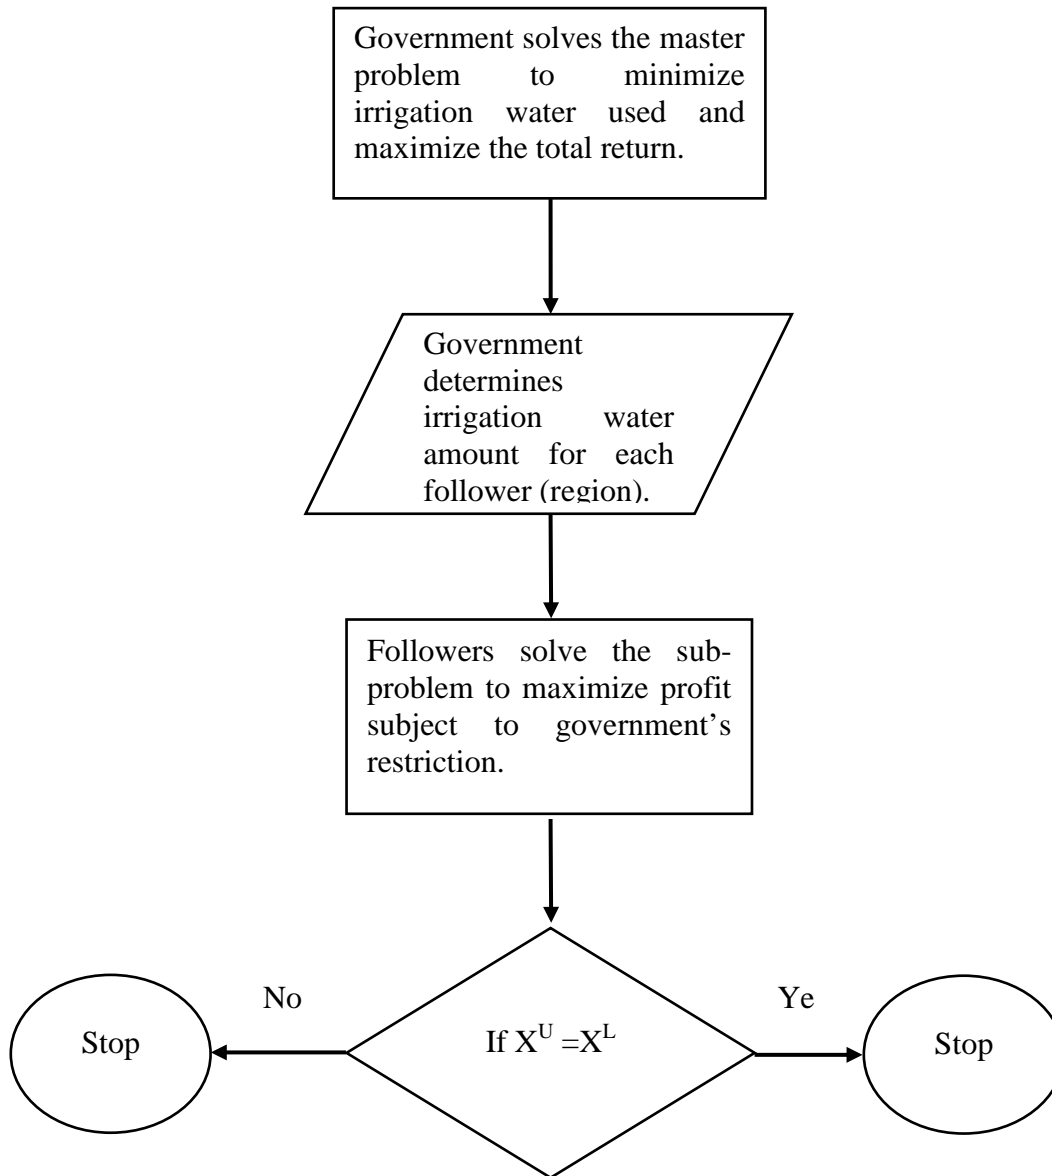 Government solves the master
problem to minimize
irrigation water used and
maximize the total return.
Government
determines
irrigation water
amount for each
follower (region).
Followers solve the sub-
problem to maximize profit
subject to government’s
restriction.
No
Ye
Stop
If X^U =X^L
Stop